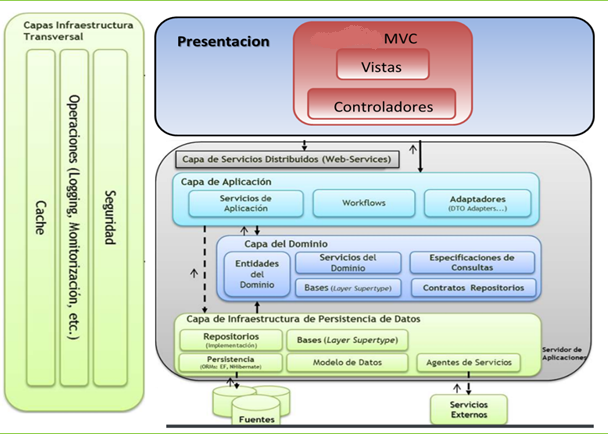 Capas Infraestructura
Transversal
Cache
Operaciones (Logging, Monitorización, etc.)
Seguridad
Presentacion
MVC
Vistas
Controladores
Capa de Servicios Distribuidos (Web-Services)
Capa de Aplicación
Servicios de
Aplicación
Workflows
Adaptadores
(DTO Adapters...)
Capa del Dominio
Entidades
del
Dominio
Servicios del
Dominio
Especificaciones de
Consultas
Bases (Layer Supertype)
Contratos Repositorios
Capa de Infraestructura de Persistencia de Datos
Repositorios
(Implementación)
Bases (Layer Supertype)
Persistencia
(ORMs: EF, NHibernate)
Modelo de Datos
Agentes de Servicios
Servidor de
Aplicaciones
Fuentes
Servicios
Externos